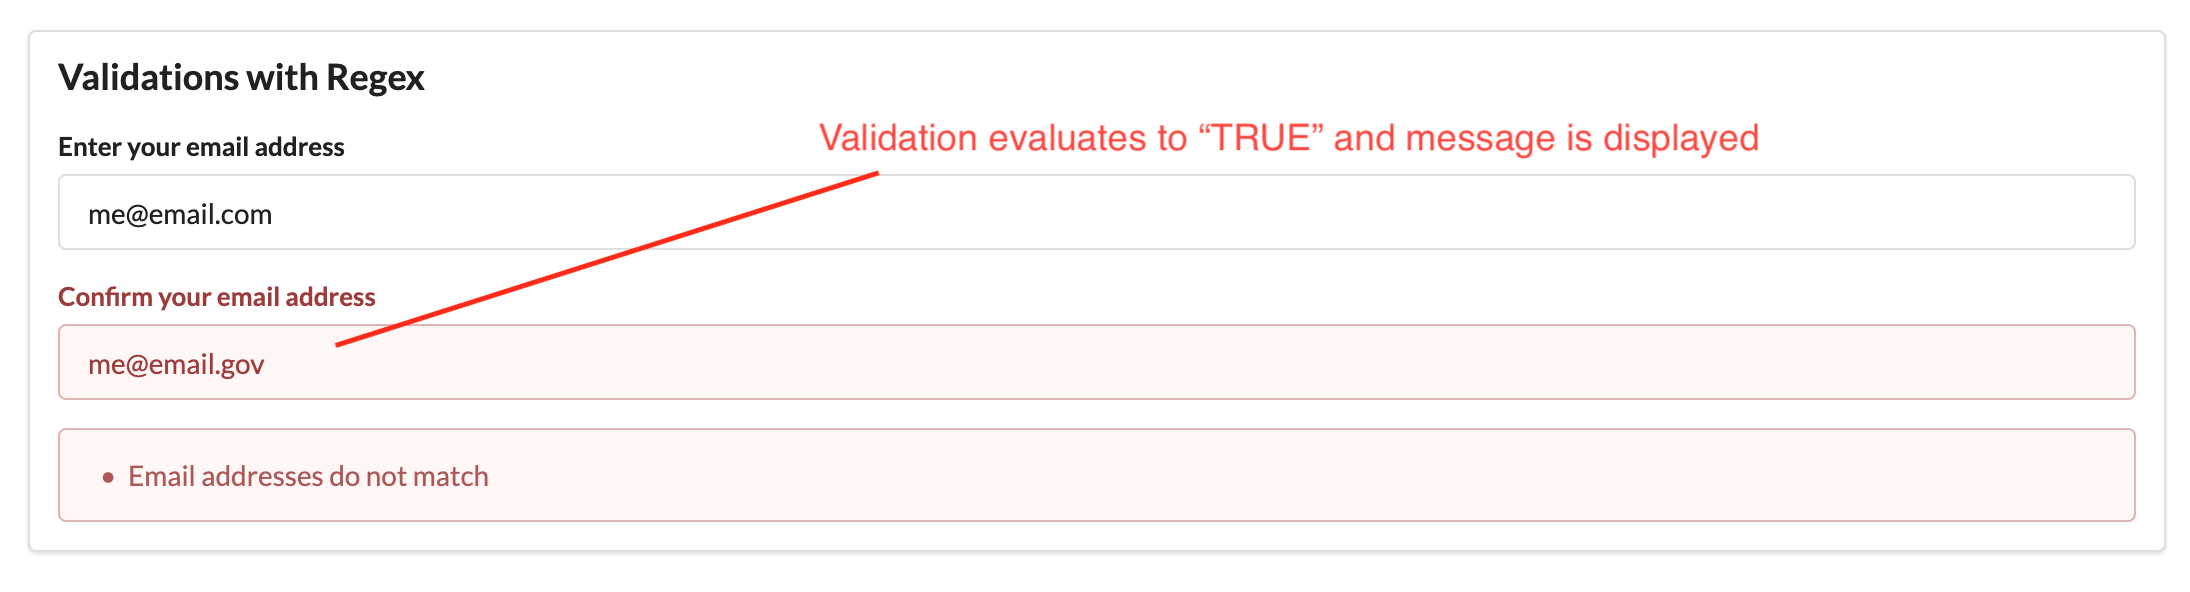 Validations with Regex
Enter your email address
Validation evaluates to “TRUE” and message is displayed
me@email.com
Confirm your email address
me@email.gov
• Email addresses do not match